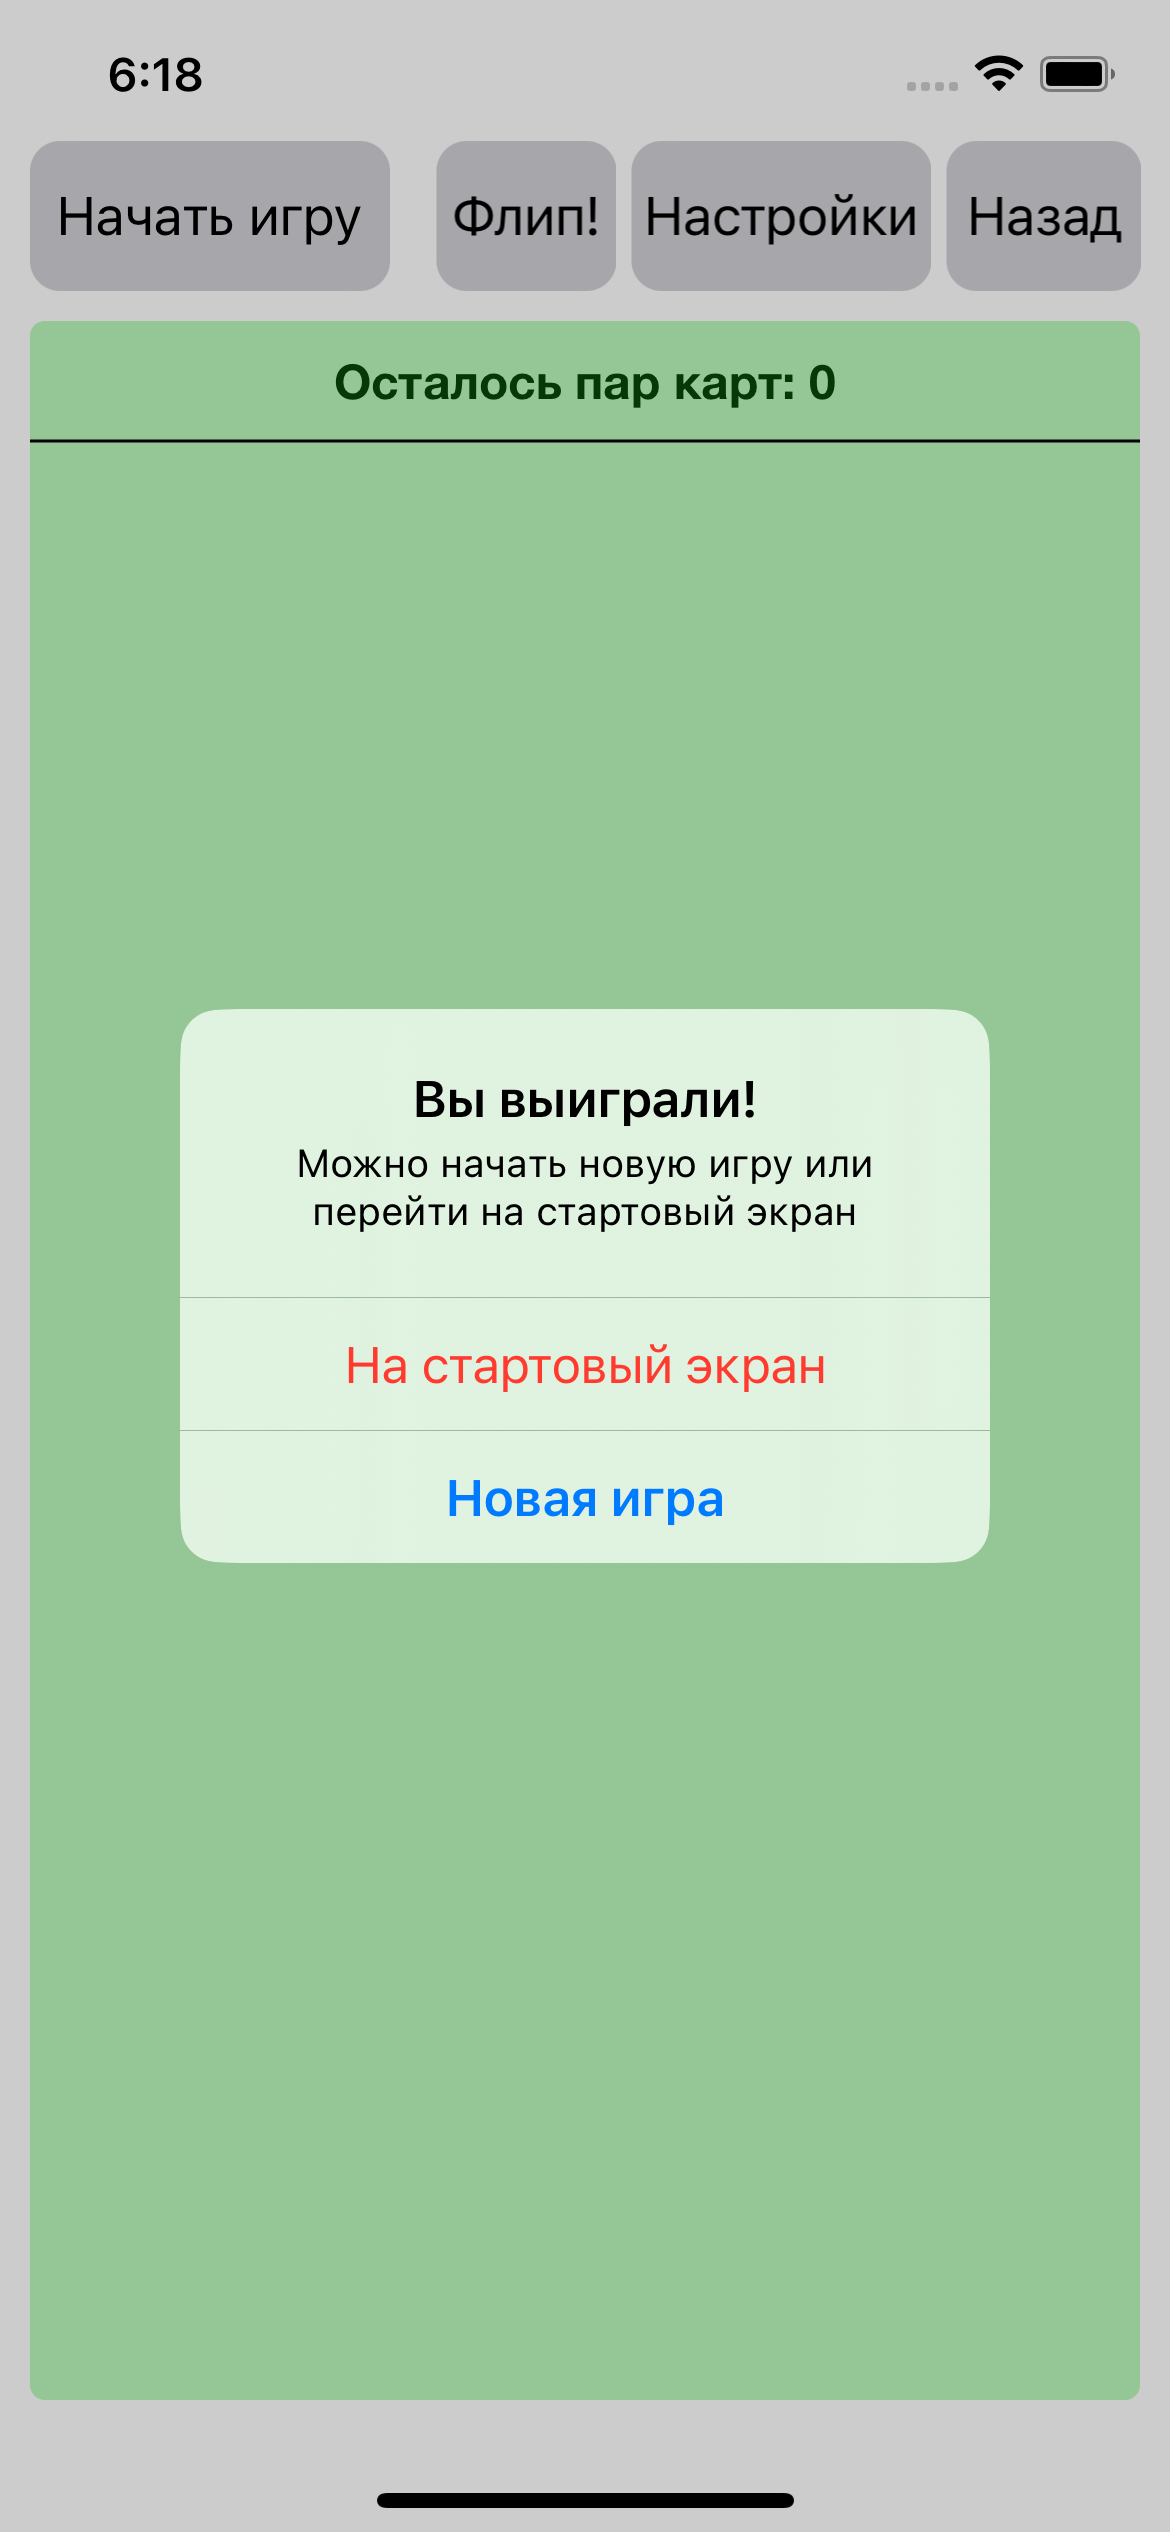 6:18
Начать игру
Флип!
Настройки
Назад
Осталось пар карт: 0
Вы выиграли!
Можно начать новую игру или
перейти на стартовый экран
На стартовый экран
Новая игра